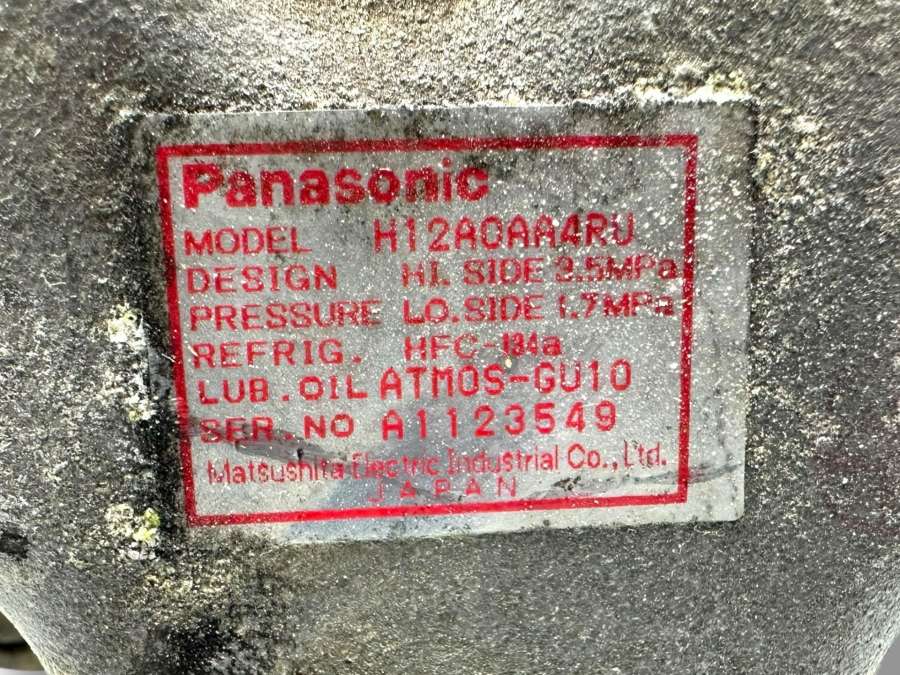 Panasonic
MODEL H12A0AA4RU
DESIGN HI. SIDE 3.5MPa
PRESSURE LO.SIDE 1.7MPa
REFRIG. HFC-134a
LUB.OIL ATMOS-GU10
SER.NO A1123549
Matsushita Electric Industrial Co.,Ltd.
JAPAN